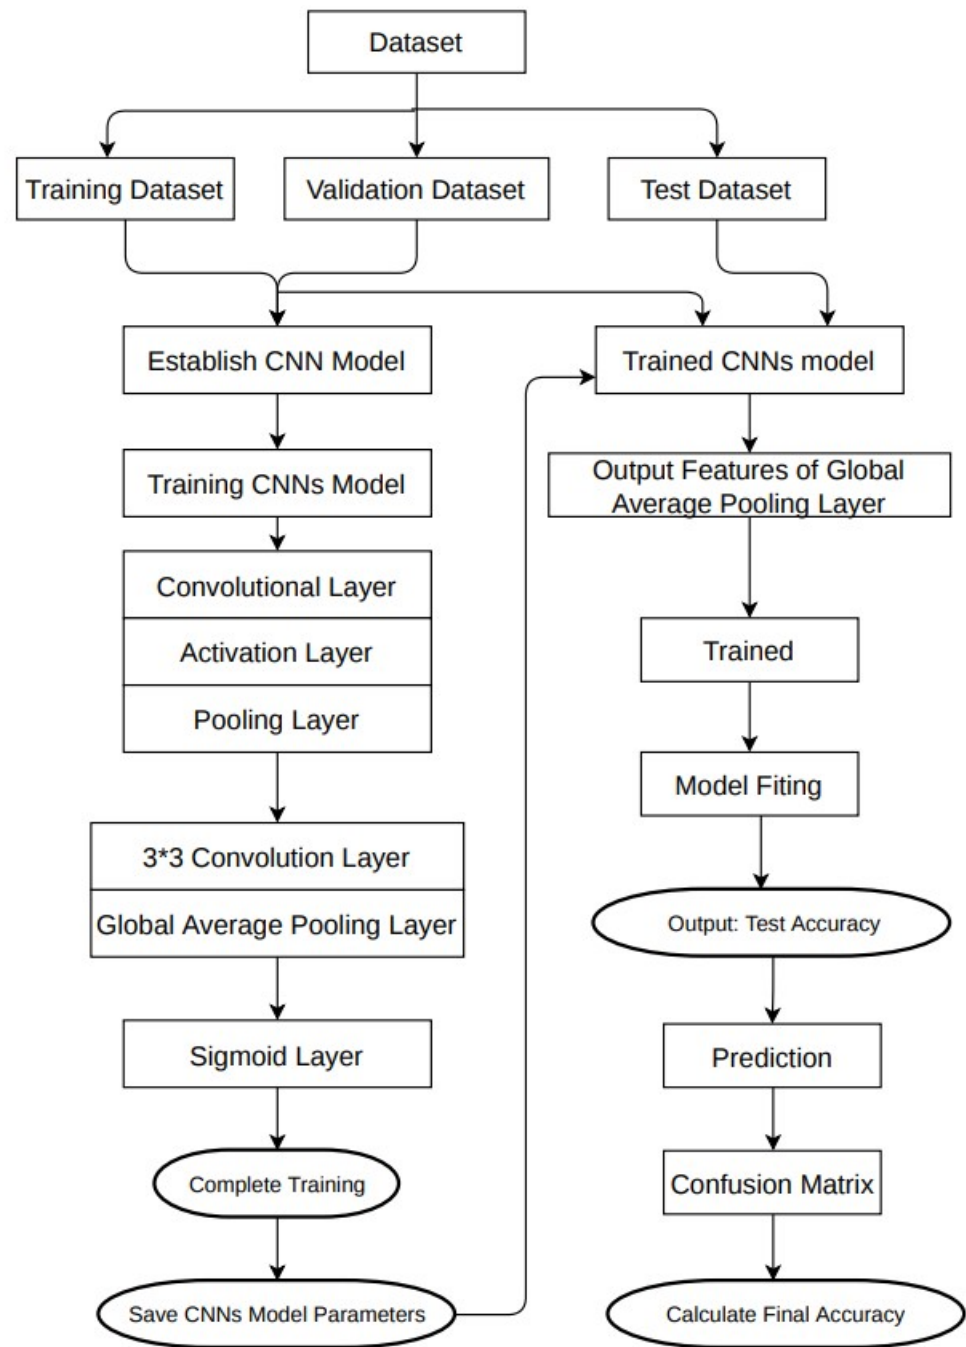 Dataset
Training Dataset
Validation Dataset
Test Dataset
Establish CNN Model
Training CNNs Model
Convolutional Layer
Activation Layer
Pooling Layer
3*3 Convolution Layer
Global Average Pooling Layer
Sigmoid Layer
Complete Training
Save CNNs Model Parameters
Trained CNNs model
Output Features of Global
Average Pooling Layer
Trained
Model Fiting
Output: Test Accuracy
Prediction
Confusion Matrix
Calculate Final Accuracy